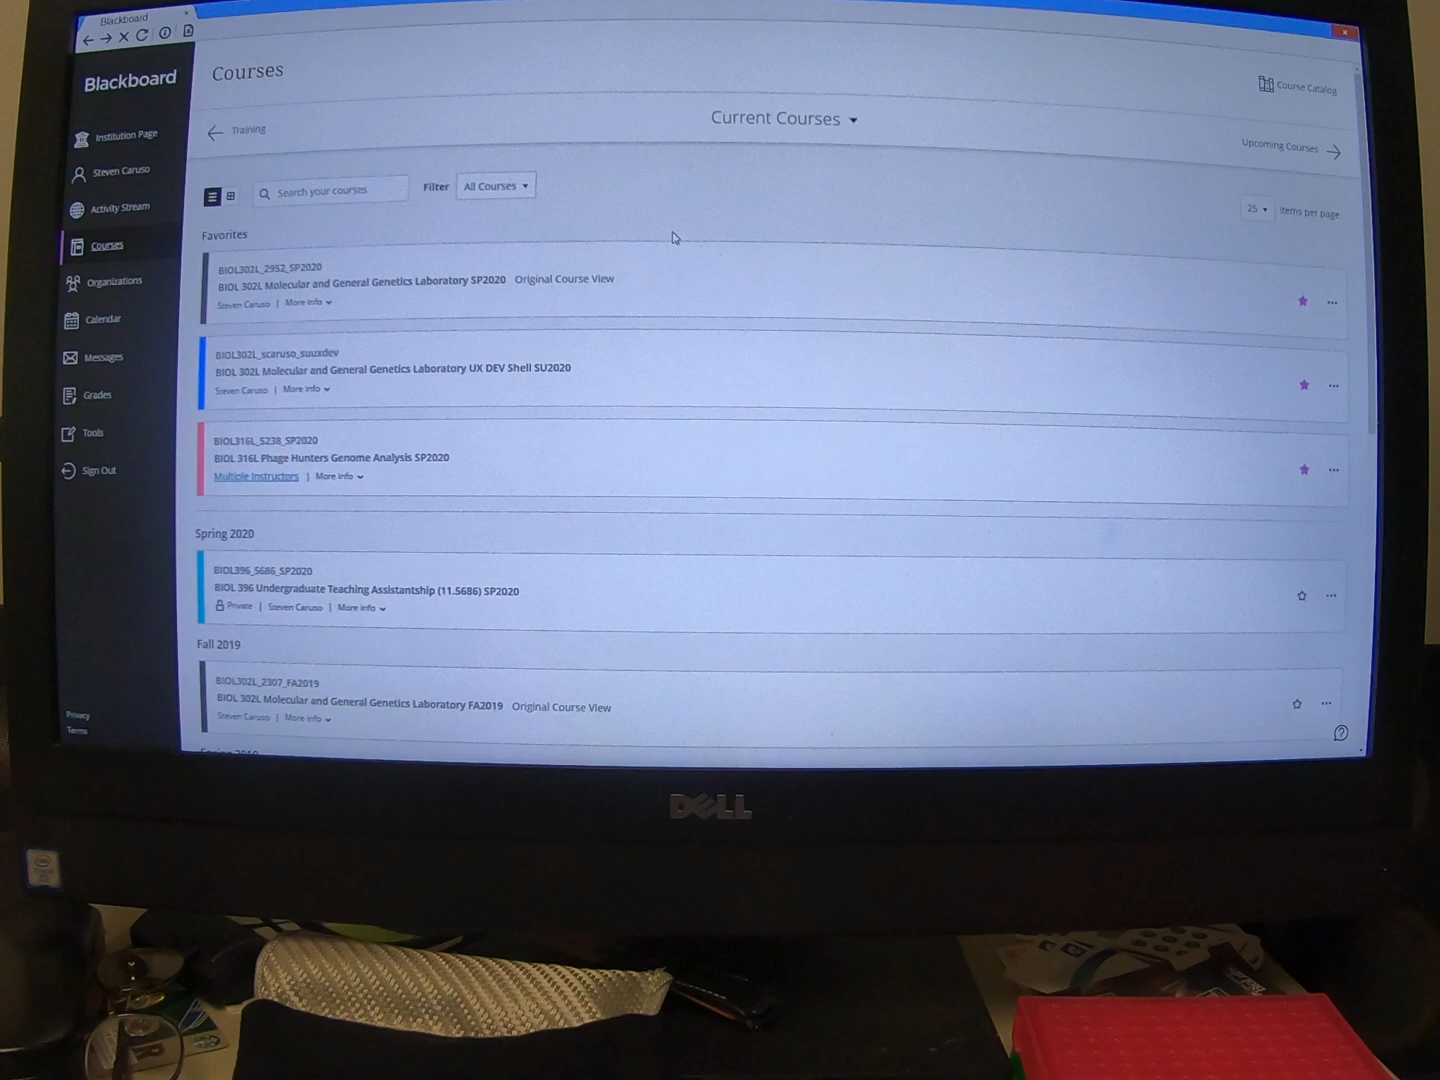 Blackboard
Blackboard
Courses
Course Catalog
Institution Page
Steven Caruso
Activity Stream
Courses
Organizations
Calendar
Messages
Grades
Tools
Sign Out
Privacy
Terms
Training
Current Courses
Upcoming Courses
Search your courses
Filter
All Courses
25 items per page
Favorites
BIOL302L_2952_SP2020
BIOL 302L Molecular and General Genetics Laboratory SP2020 Original Course View
Steven Caruso | More info
BIOL302L_scaruso_suuxdev
BIOL 302L Molecular and General Genetics Laboratory UX DEV Shell SU2020
Steven Caruso | More info
BIOL316L_5238_SP2020
BIOL 316L Phage Hunters Genome Analysis SP2020
Multiple Instructors | More info
Spring 2020
BIOL396_5686_SP2020
BIOL 396 Undergraduate Teaching Assistantship (11.5686) SP2020
Private | Steven Caruso | More info
Fall 2019
BIOL302L_2307_FA2019
BIOL 302L Molecular and General Genetics Laboratory FA2019 Original Course View
Steven Caruso | More info
Spring 2019
DELL